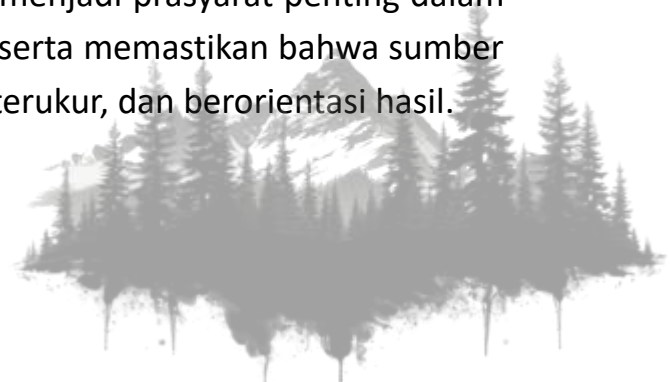 menjadi prasyarat penting dalam
serta memastikan bahwa sumber
terukur, dan berorientasi hasil.